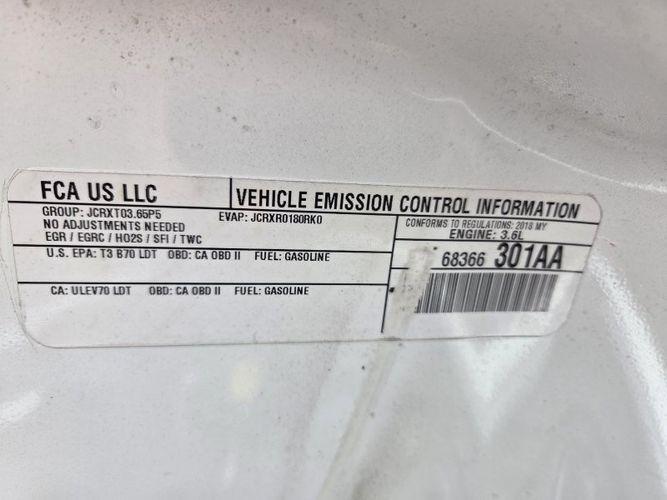 FCA US LLC
VEHICLE EMISSION CONTROL INFORMATION
GROUP: JCRXT03.65P5
EVAP: JCRXR0180RK0
NO ADJUSTMENTS NEEDED
EGR / EGRC / HO2S / SFI / TWC
CONFORMS TO REGULATIONS: 2018 MY
ENGINE: 3.6L
U.S. EPA: T3 B70 LDT OBD: CA OBD II FUEL: GASOLINE
CA: ULEV70 LDT OBD: CA OBD II FUEL: GASOLINE
68366 301AA